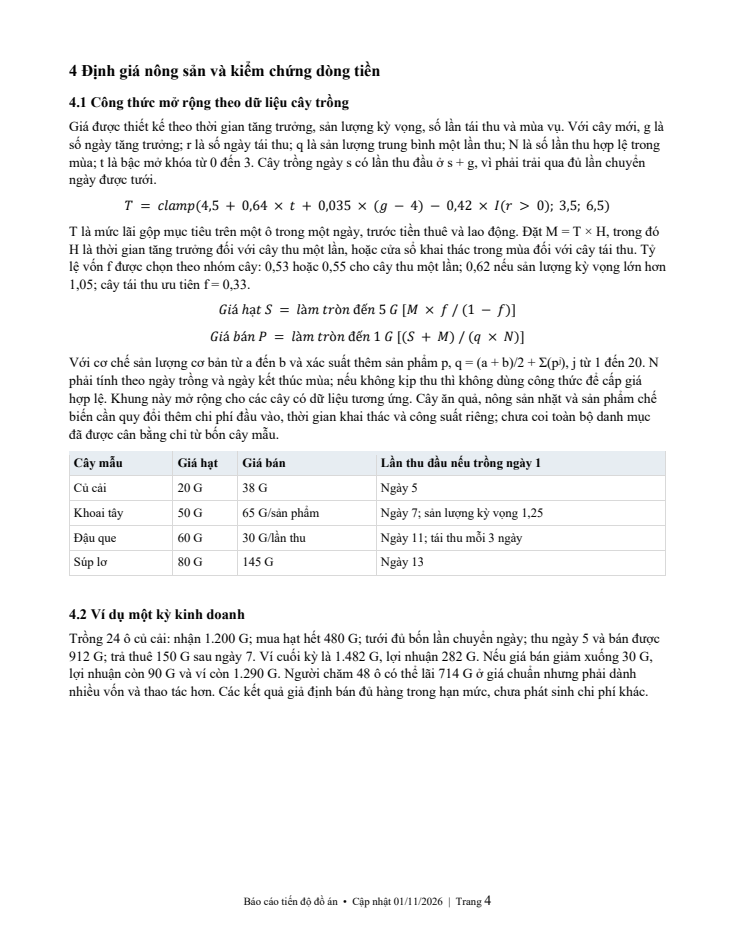 4 Định giá nông sản và kiểm chứng dòng tiền
4.1 Công thức mở rộng theo dữ liệu cây trồng
Giá được thiết kế theo thời gian tăng trưởng, sản lượng kỳ vọng, số lần tái thu và mùa vụ. Với cây mới, g là
số ngày tăng trưởng; r là số ngày tái thu; q là sản lượng trung bình một lần thu; N là số lần thu hợp lệ trong
mùa; t là bậc mở khóa từ 0 đến 3. Cây trồng ngày s có lần thu đầu ở s + g, vì phải trải qua đủ lần chuyển
ngày được tưới.
T = clamp(4,5 + 0,64 × t + 0,035 × (g − 4) − 0,42 × I(r > 0); 3,5; 6,5)
T là mức lãi gộp mục tiêu trên một ô trong một ngày, trước tiền thuê và lao động. Đặt M = T × H, trong đó
H là thời gian tăng trưởng đối với cây thu một lần, hoặc cửa sổ khai thác trong mùa đối với cây tái thu. Tỷ
lệ vốn f được chọn theo nhóm cây: 0,53 hoặc 0,55 cho cây thu một lần; 0,62 nếu sản lượng kỳ vọng lớn hơn
1,05; cây tái thu ưu tiên f = 0,33.
Giá hạt S = làm tròn đến 5 G [M × f / (1 − f)]
Giá bán P = làm tròn đến 1 G [(S + M) / (q × N)]
Với cơ chế sản lượng cơ bản từ a đến b và xác suất thêm sản phẩm p, q = (a + b)/2 + Σ(pʲ), j từ 1 đến 20. N
phải tính theo ngày trồng và ngày kết thúc mùa; nếu không kịp thu thì không dùng công thức để cấp giá
hợp lệ. Khung này mở rộng cho các cây có dữ liệu tương ứng. Cây ăn quả, nông sản nhặt và sản phẩm chế
biến cần quy đổi thêm chi phí đầu vào, thời gian khai thác và công suất riêng; chưa coi toàn bộ danh mục
đã được cân bằng chỉ từ bốn cây mẫu.
Cây mẫu Giá hạt Giá bán Lần thu đầu nếu trồng ngày 1
Củ cải 20 G 38 G Ngày 5
Khoai tây 50 G 65 G/sản phẩm Ngày 7; sản lượng kỳ vọng 1,25
Đậu que 60 G 30 G/lần thu Ngày 11; tái thu mỗi 3 ngày
Súp lơ 80 G 145 G Ngày 13
4.2 Ví dụ một kỳ kinh doanh
Trồng 24 ô củ cải: nhận 1.200 G; mua hạt hết 480 G; tưới đủ bốn lần chuyển ngày; thu ngày 5 và bán được
912 G; trả thuê 150 G sau ngày 7. Ví cuối kỳ là 1.482 G, lợi nhuận 282 G. Nếu giá bán giảm xuống 30 G,
lợi nhuận còn 90 G và ví còn 1.290 G. Người chăm 48 ô có thể lãi 714 G ở giá chuẩn nhưng phải dành
nhiều vốn và thao tác hơn. Các kết quả giả định bán đủ hàng trong hạn mức, chưa phát sinh chi phí khác.
Báo cáo tiến độ đồ án • Cập nhật 01/11/2026 | Trang 4